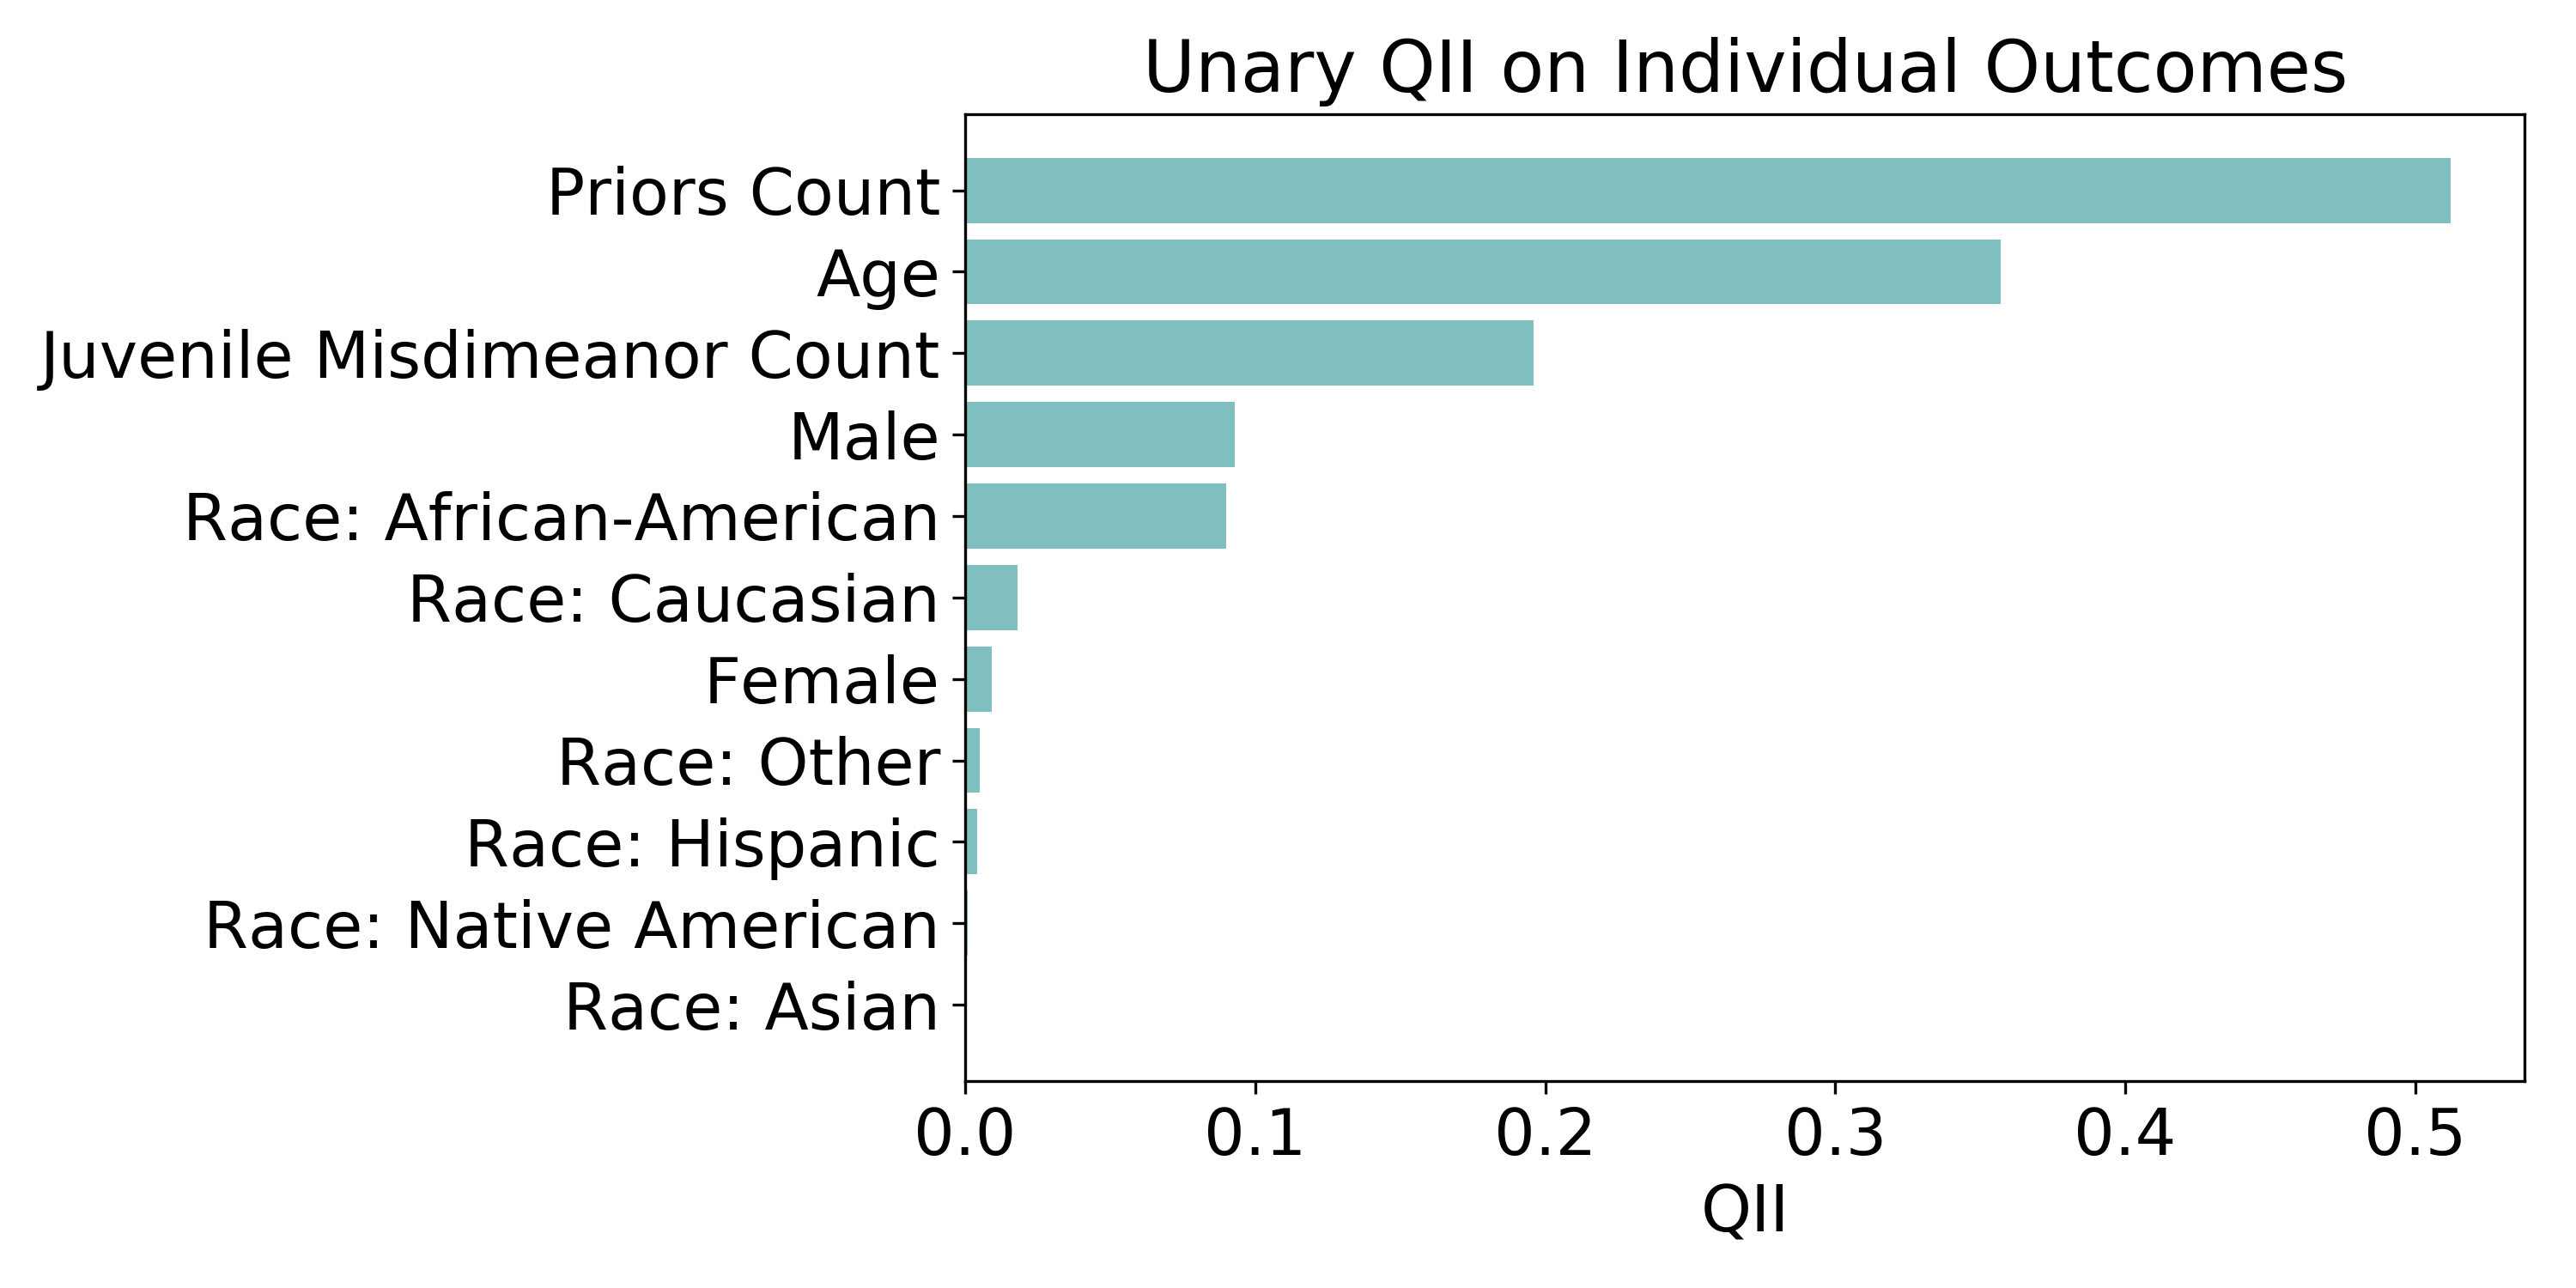 Unary QII on Individual Outcomes
Priors Count
Age
Juvenile Misdimeanor Count
Male
Race: African-American
Race: Caucasian
Female
Race: Other
Race: Hispanic
Race: Native American
Race: Asian
0.0 0.1 0.2 0.3 0.4 0.5
QII